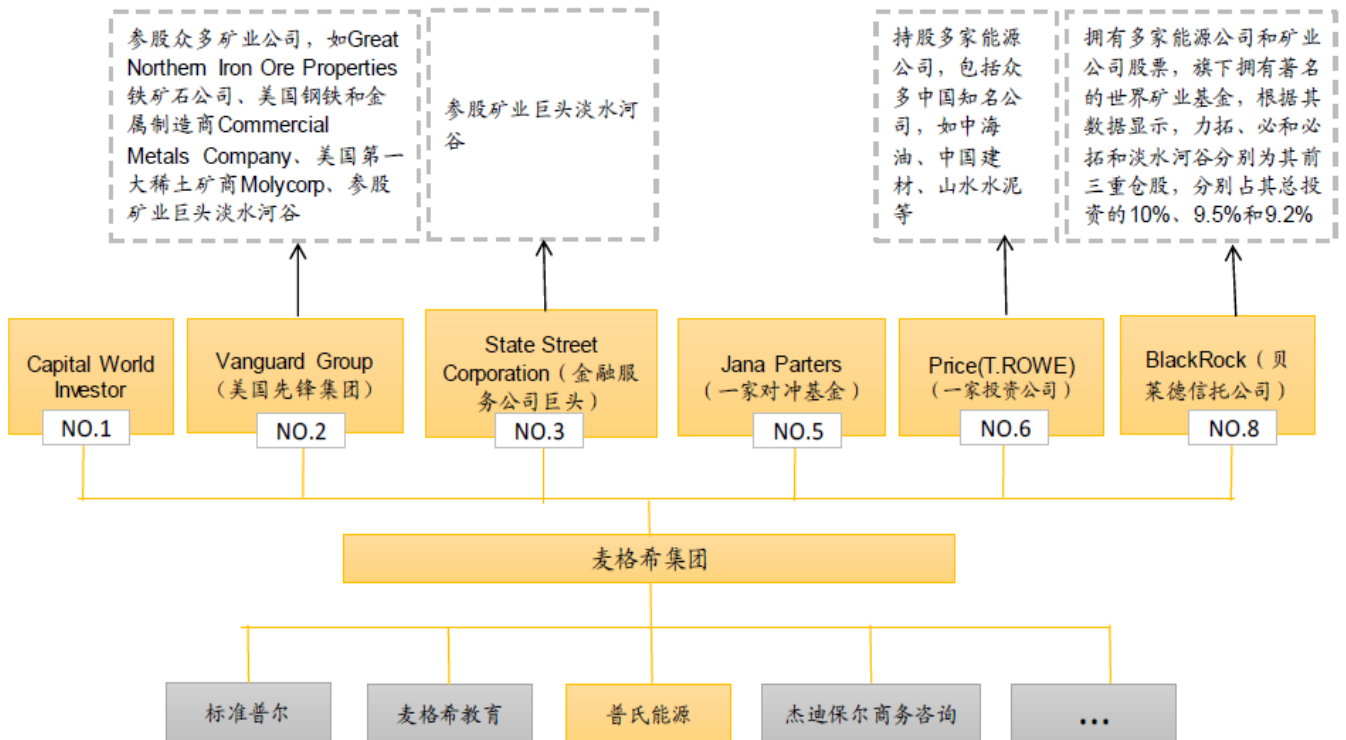 参股众多矿业公司，如Great
Northern Iron Ore Properties
铁矿石公司、美国钢铁和金
属制造商Commercial
Metals Company、美国第一
大稀土矿商Molycorp、参股
矿业巨头淡水河谷
参股矿业巨头淡水河
谷
持股多家能源
公司，包括众
多中国知名公
司，如中海
油、中国建
材、山水水泥
等
拥有多家能源公司和矿业
公司股票，旗下拥有著名
的世界矿业基金，根据其
数据显示，力拓、必和必
拓和淡水河谷分别为其前
三重仓股，分别占其总投
资的10%、9.5%和9.2%
Capital World
Investor
NO.1
Vanguard Group
（美国先锋集团）
NO.2
State Street
Corporation（金融服
务公司巨头）
NO.3
Jana Parters
（一家对冲基金）
NO.5
Price(T.ROWE)
（一家投资公司）
NO.6
BlackRock（贝
莱德信托公司）
NO.8
麦格希集团
标准普尔
麦格希教育
普氏能源
杰迪保尔商务咨询
...